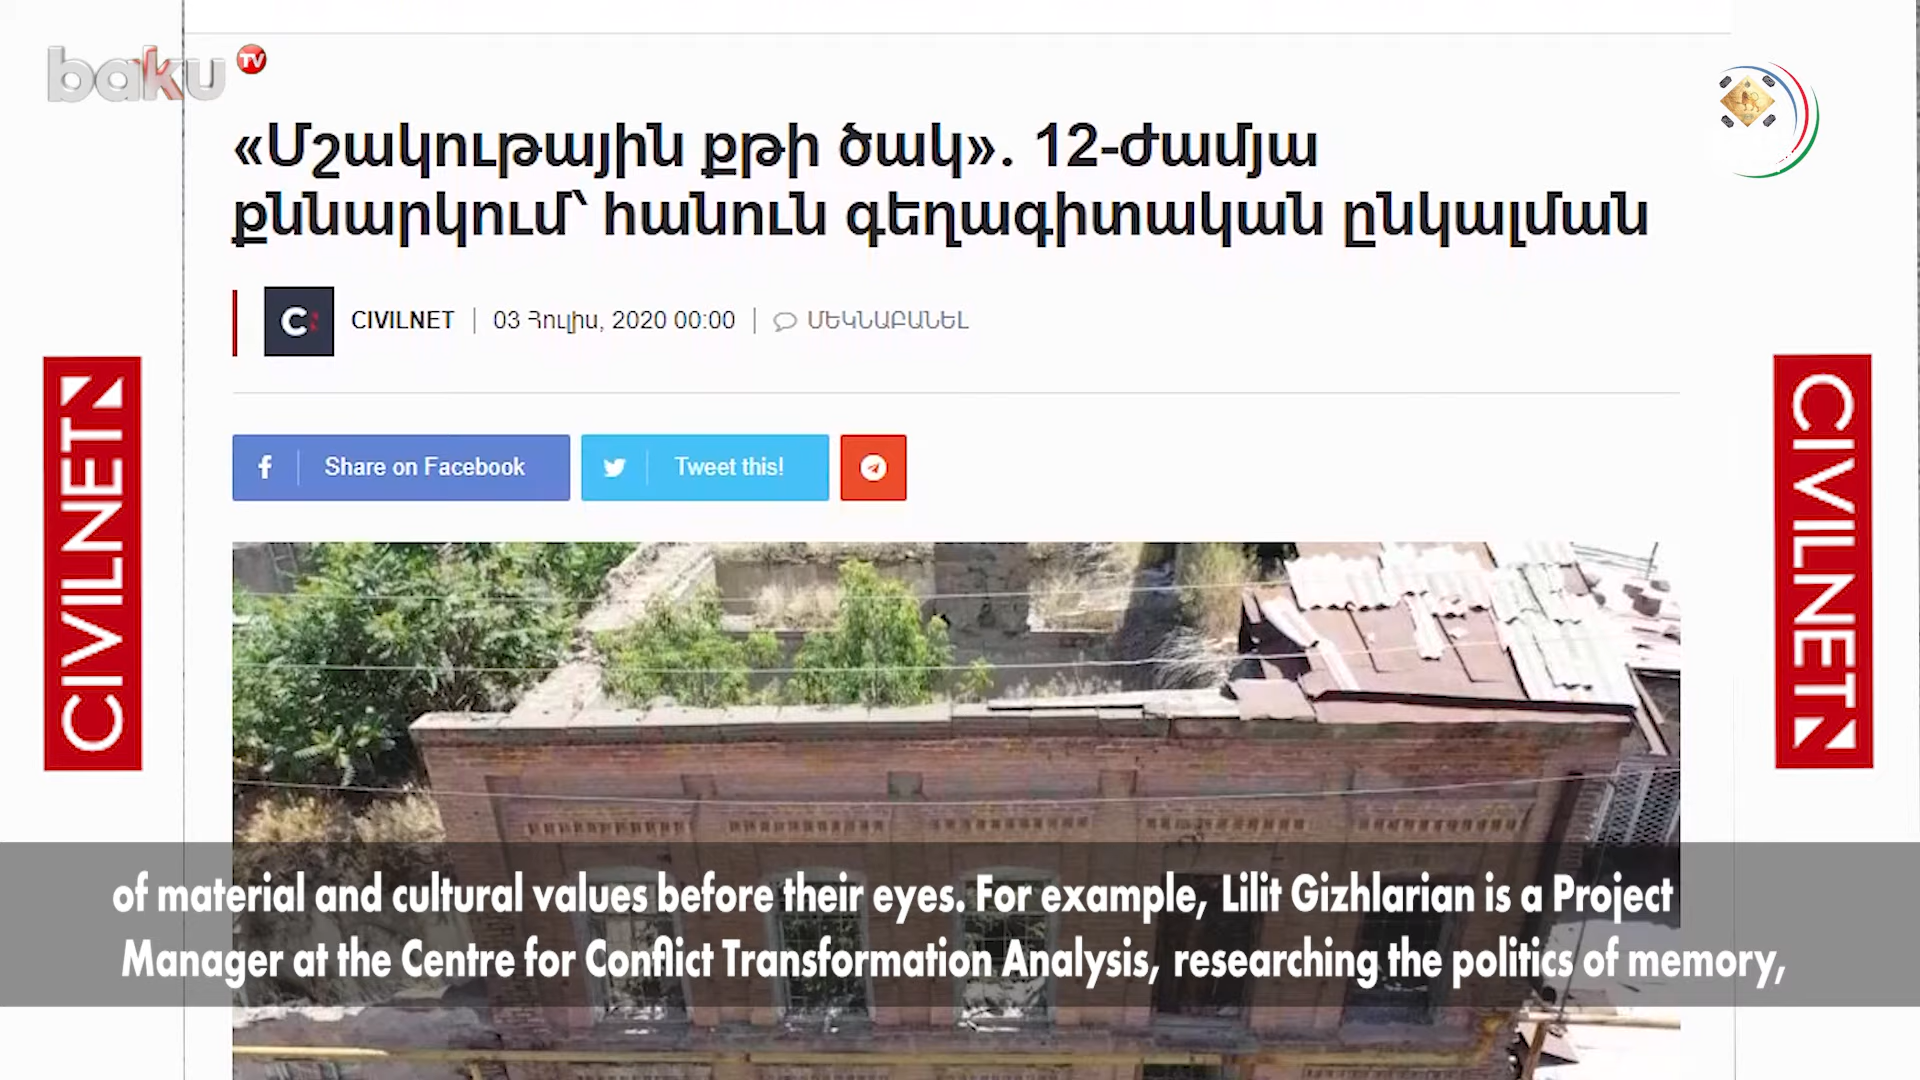 baku TV
«Մշակութային քթի ծակ». 12-ժամյա
քննարկում՝ հանուն գեղագիտական ընկալման
CIVILNET
03 Հուլիս, 2020 00:00
ՄԵԿՆԱԲԱՆԵԼ
CIVILNET
CIVILNET
Share on Facebook
Tweet this!
of material and cultural values before their eyes. For example, Lilit Gizhlarian is a Project
Manager at the Centre for Conflict Transformation Analysis, researching the politics of memory,